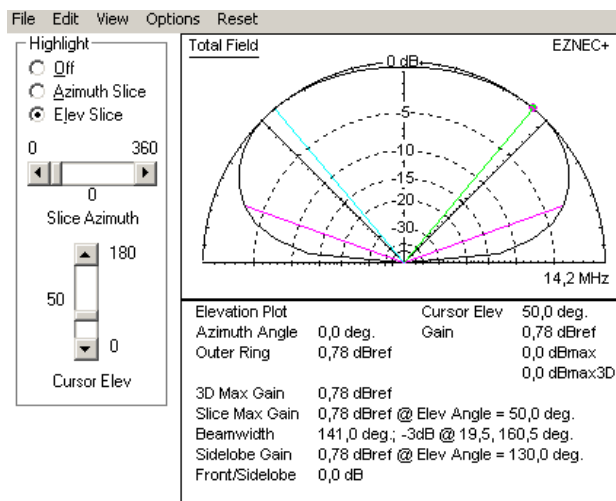 File Edit View Options Reset
Highlight
Off
Azimuth Slice
Elev Slice
0 360
0
Slice Azimuth
180
50
0
Cursor Elev
Total Field
EZNEC+
0 dB
-5
-10
-15
-20
-30
14,2 MHz
Elevation Plot Cursor Elev 50,0 deg.
Azimuth Angle 0,0 deg. Gain 0,78 dBref
Outer Ring 0,78 dBref 0,0 dBmax
0,0 dBmax3D
3D Max Gain 0,78 dBref
Slice Max Gain 0,78 dBref @ Elev Angle = 50,0 deg.
Beamwidth 141,0 deg.; -3dB @ 19,5, 160,5 deg.
Sidelobe Gain 0,78 dBref @ Elev Angle = 130,0 deg.
Front/Sidelobe 0,0 dB